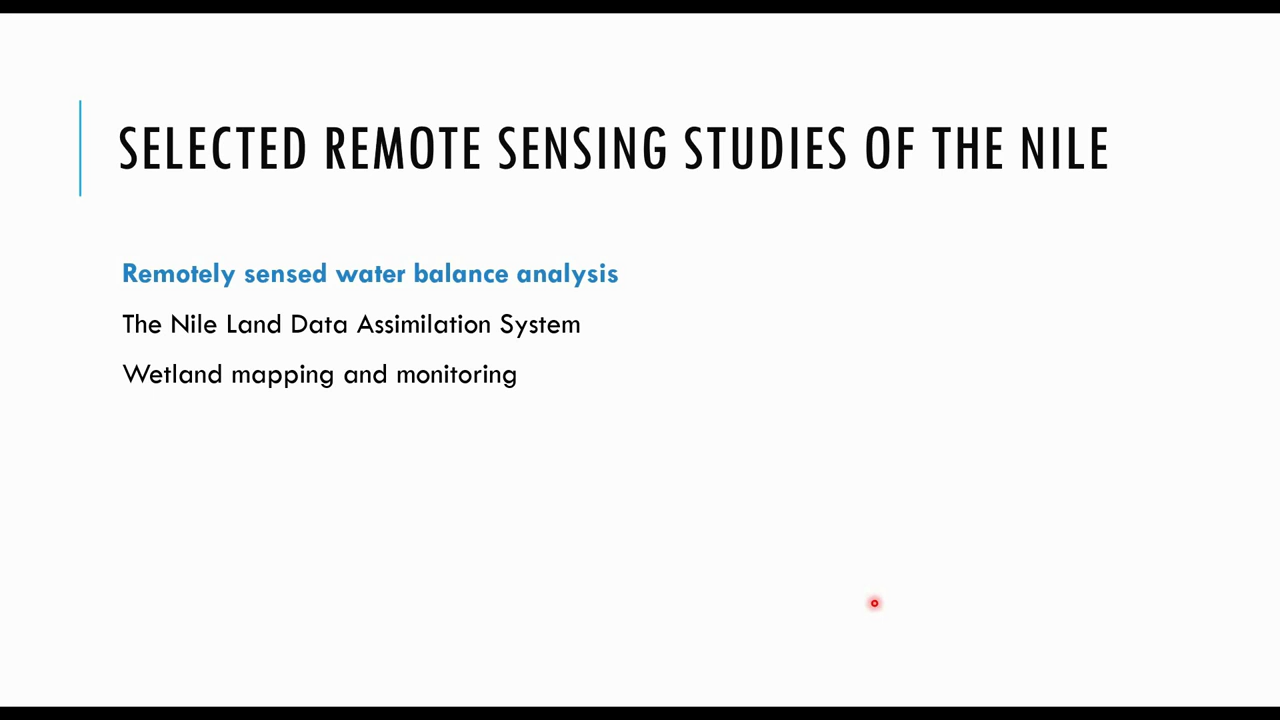 SELECTED REMOTE SENSING STUDIES OF THE NILE
Remotely sensed water balance analysis
The Nile Land Data Assimilation System
Wetland mapping and monitoring